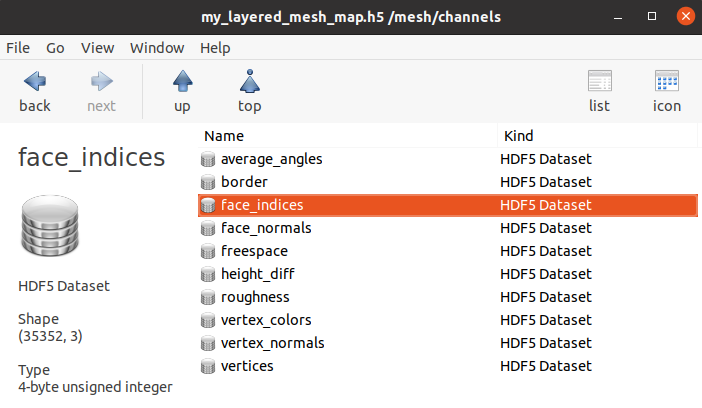 my_layered_mesh_map.h5 /mesh/channels
File Go View Window Help
back next up top list icon
Name Kind
face_indices
average_angles HDF5 Dataset
border HDF5 Dataset
face_indices HDF5 Dataset
face_normals HDF5 Dataset
freespace HDF5 Dataset
height_diff HDF5 Dataset
roughness HDF5 Dataset
vertex_colors HDF5 Dataset
vertex_normals HDF5 Dataset
vertices HDF5 Dataset
HDF5 Dataset
Shape
(35352, 3)
Type
4-byte unsigned integer